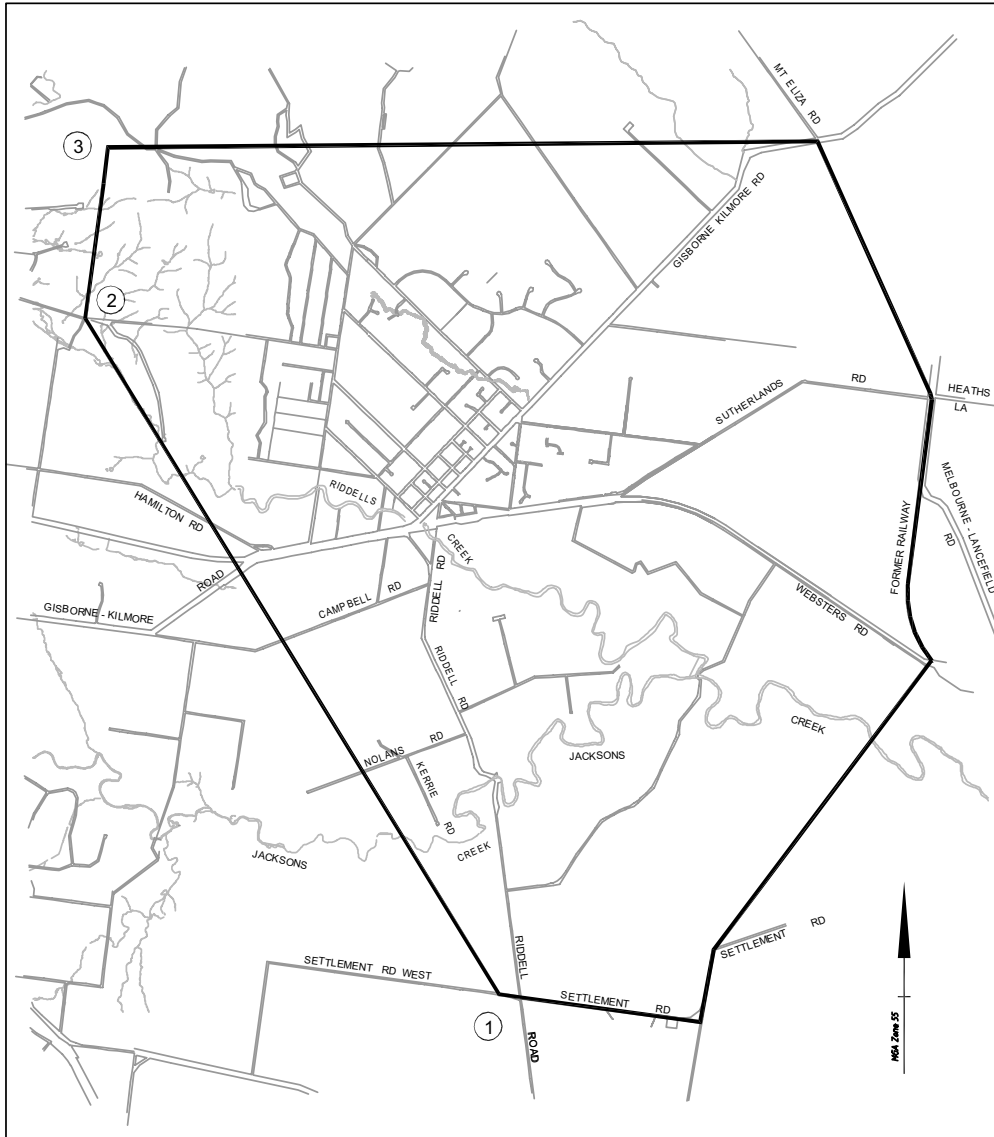 MT ELIZA RD
3
GISBORNE KILMORE RD
2
HEATHS
LA
SUTHERLANDS RD
MELBOURNE - LANCEFIELD
RD
RIDDELLS
HAMILTON RD
CREEK
FORMER RAILWAY
ROAD
RIDDELL RD
CAMPBELL RD
WEBSTERS RD
GISBORNE - KILMORE
RIDDELL RD
CREEK
NOLANS RD
JACKSONS
KERRIE RD
CREEK
JACKSONS
RIDDELL
SETTLEMENT RD
SETTLEMENT RD WEST
SETTLEMENT RD
1
ROAD
MGA Zone 55